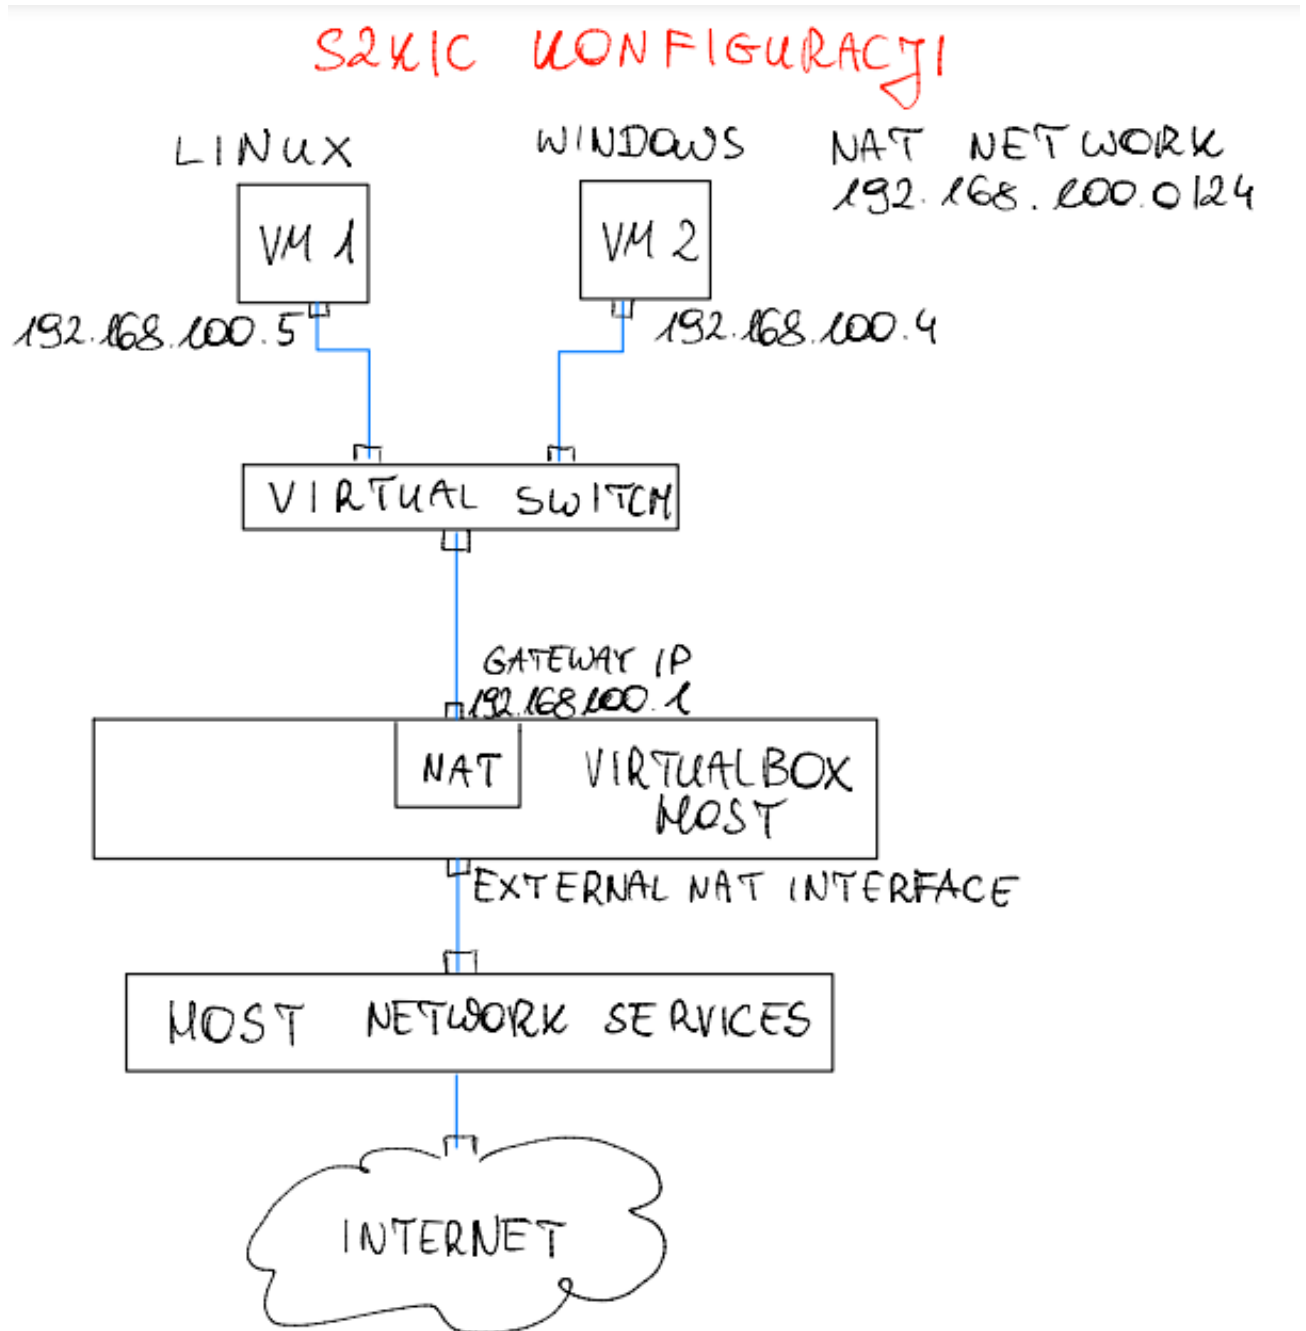 SZKIC KONFIGURACJI
LINUX
WINDOWS
NAT NETWORK
192.168.100.0/24
VM 1
VM 2
192.168.100.5
192.168.100.4
VIRTUAL SWITCH
GATEWAY IP
192.168.100.1
NAT
VIRTUALBOX
HOST
EXTERNAL NAT INTERFACE
HOST NETWORK SERVICES
INTERNET